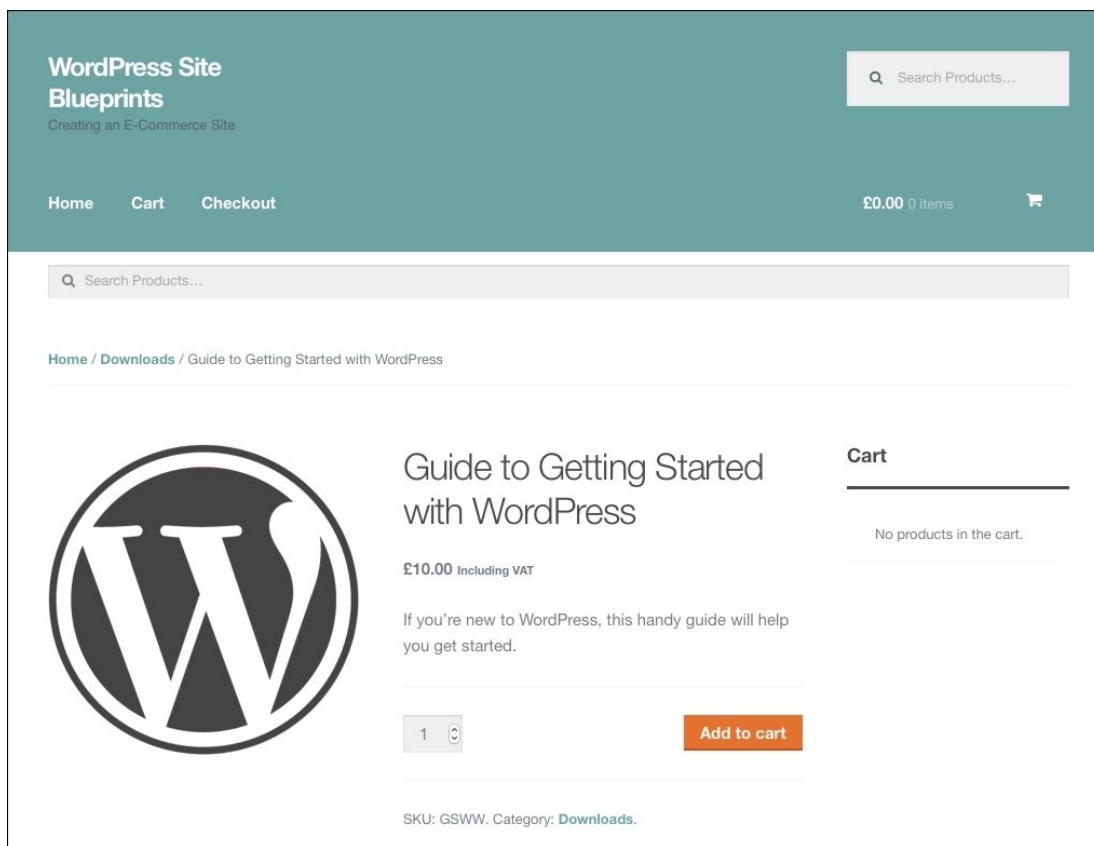 WordPress Site
Blueprints
Creating an E-Commerce Site
Search Products…
Home Cart Checkout
£0.00 0 items
Search Products…
Home / Downloads / Guide to Getting Started with WordPress
Guide to Getting Started
with WordPress
£10.00 Including VAT
If you’re new to WordPress, this handy guide will help
you get started.
1
Add to cart
SKU: GSWW. Category: Downloads.
Cart
No products in the cart.